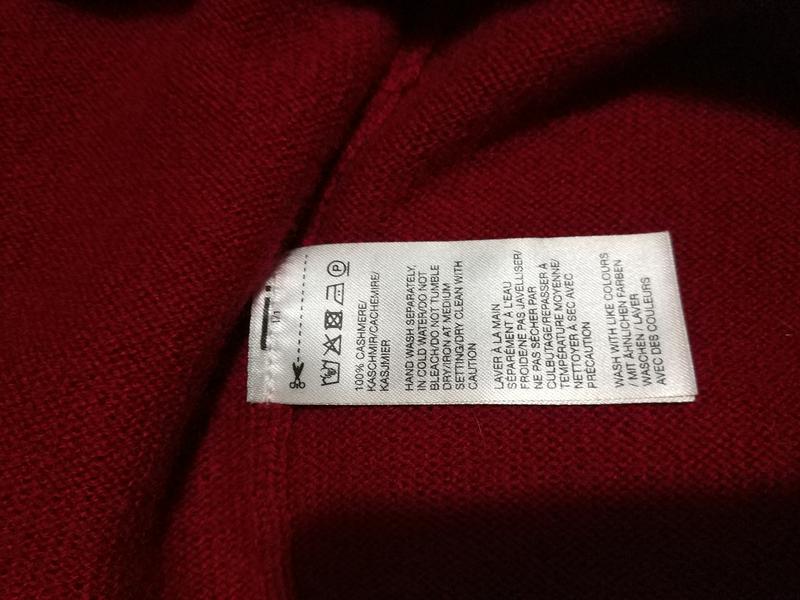 1/1
100% CASHMERE/
KASCHMIR/CACHEMIRE/
KASJMIER
HAND WASH SEPARATELY,
IN COLD WATER/DO NOT
BLEACH/DO NOT TUMBLE
DRY/IRON AT MEDIUM
SETTING/DRY CLEAN WITH
CAUTION
LAVER À LA MAIN
SÉPARÉMENT À L'EAU
FROIDE/NE PAS JAVELLISER/
NE PAS SÉCHER PAR
CULBUTAGE/REPASSER À
TEMPÉRATURE MOYENNE/
NETTOYER À SEC AVEC
PRÉCAUTION
WASH WITH LIKE COLOURS
/ MIT ÄHNLICHEN FARBEN
WASCHEN / LAVER
AVEC DES COULEURS